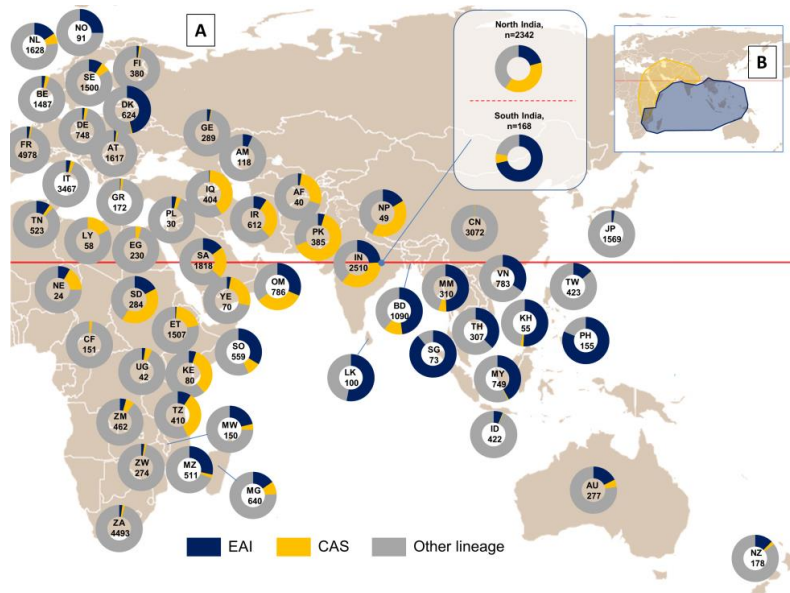 A
B
North India,
n=2342
South India,
n=168
NO
91
NL
1628
FI
380
SE
1500
BE
1487
DK
624
DE
748
FR
4978
AT
1617
GE
289
AM
118
IT
3467
GR
172
IQ
404
AF
40
PL
30
IR
612
NP
49
CN
3072
JP
1569
TN
523
LY
58
EG
230
PK
385
SA
1818
IN
2510
NE
24
SD
284
YE
70
OM
786
BD
1090
MM
310
VN
783
TW
423
ET
1507
CF
151
SO
559
SG
73
TH
307
KH
55
PH
155
UG
42
KE
80
LK
100
MY
749
ZM
462
TZ
410
MW
150
ID
422
ZW
274
MZ
511
MG
640
AU
277
ZA
4493
NZ
178
EAI
CAS
Other lineage